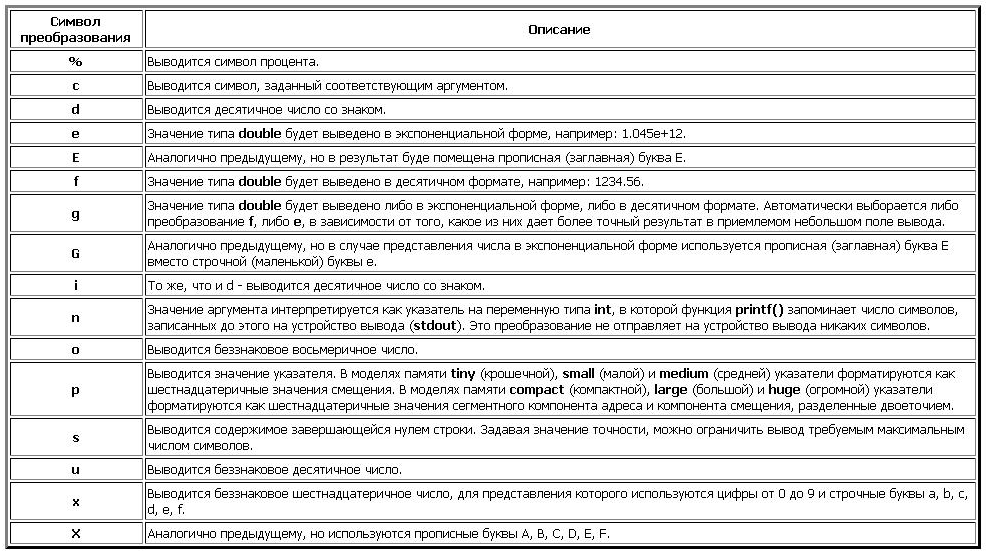 Символ
преобразования
Описание
%
Выводится символ процента.
c
Выводится символ, заданный соответствующим аргументом.
d
Выводится десятичное число со знаком.
e
Значение типа double будет выведено в экспоненциальной форме, например: 1.045e+12.
E
Аналогично предыдущему, но в результат буде помещена прописная (заглавная) буква E.
f
Значение типа double будет выведено в десятичном формате, например: 1234.56.
g
Значение типа double будет выведено либо в экспоненциальной форме, либо в десятичном формате. Автоматически выборается либо
преобразование f, либо e, в зависимости от того, какое из них дает более точный результат в приемлемом небольшом поле вывода.
G
Аналогично предыдущему, но в случае представления числа в экспоненциальной форме используется прописная (заглавная) буква E
вместо строчной (маленькой) буквы e.
i
То же, что и d - выводится десятичное число со знаком.
n
Значение аргумента интерпретируется как указатель на переменную типа int, в которой функция printf() запоминает число символов,
записанных до этого на устройство вывода (stdout). Это преобразование не отправляет на устройство вывода никаких символов.
o
Выводится беззнаковое восьмеричное число.
p
Выводится значение указателя. В моделях памяти tiny (крошечной), small (малой) и medium (средней) указатели форматируются как
шестнадцатеричные значения смещения. В моделях памяти compact (компактной), large (большой) и huge (огромной) указатели
форматируются как шестнадцатеричные значения сегментного компонента адреса и компонента смещения, разделенные двоеточием.
s
Выводится содержимое завершающейся нулем строки. Задавая значение точности, можно ограничить вывод требуемым максимальным
числом символов.
u
Выводится беззнаковое десятичное число.
x
Выводится беззнаковое шестнадцатеричное число, для представления которого используются цифры от 0 до 9 и строчные буквы a, b, c,
d, e, f.
X
Аналогично предыдущему, но используются прописные буквы A, B, C, D, E, F.